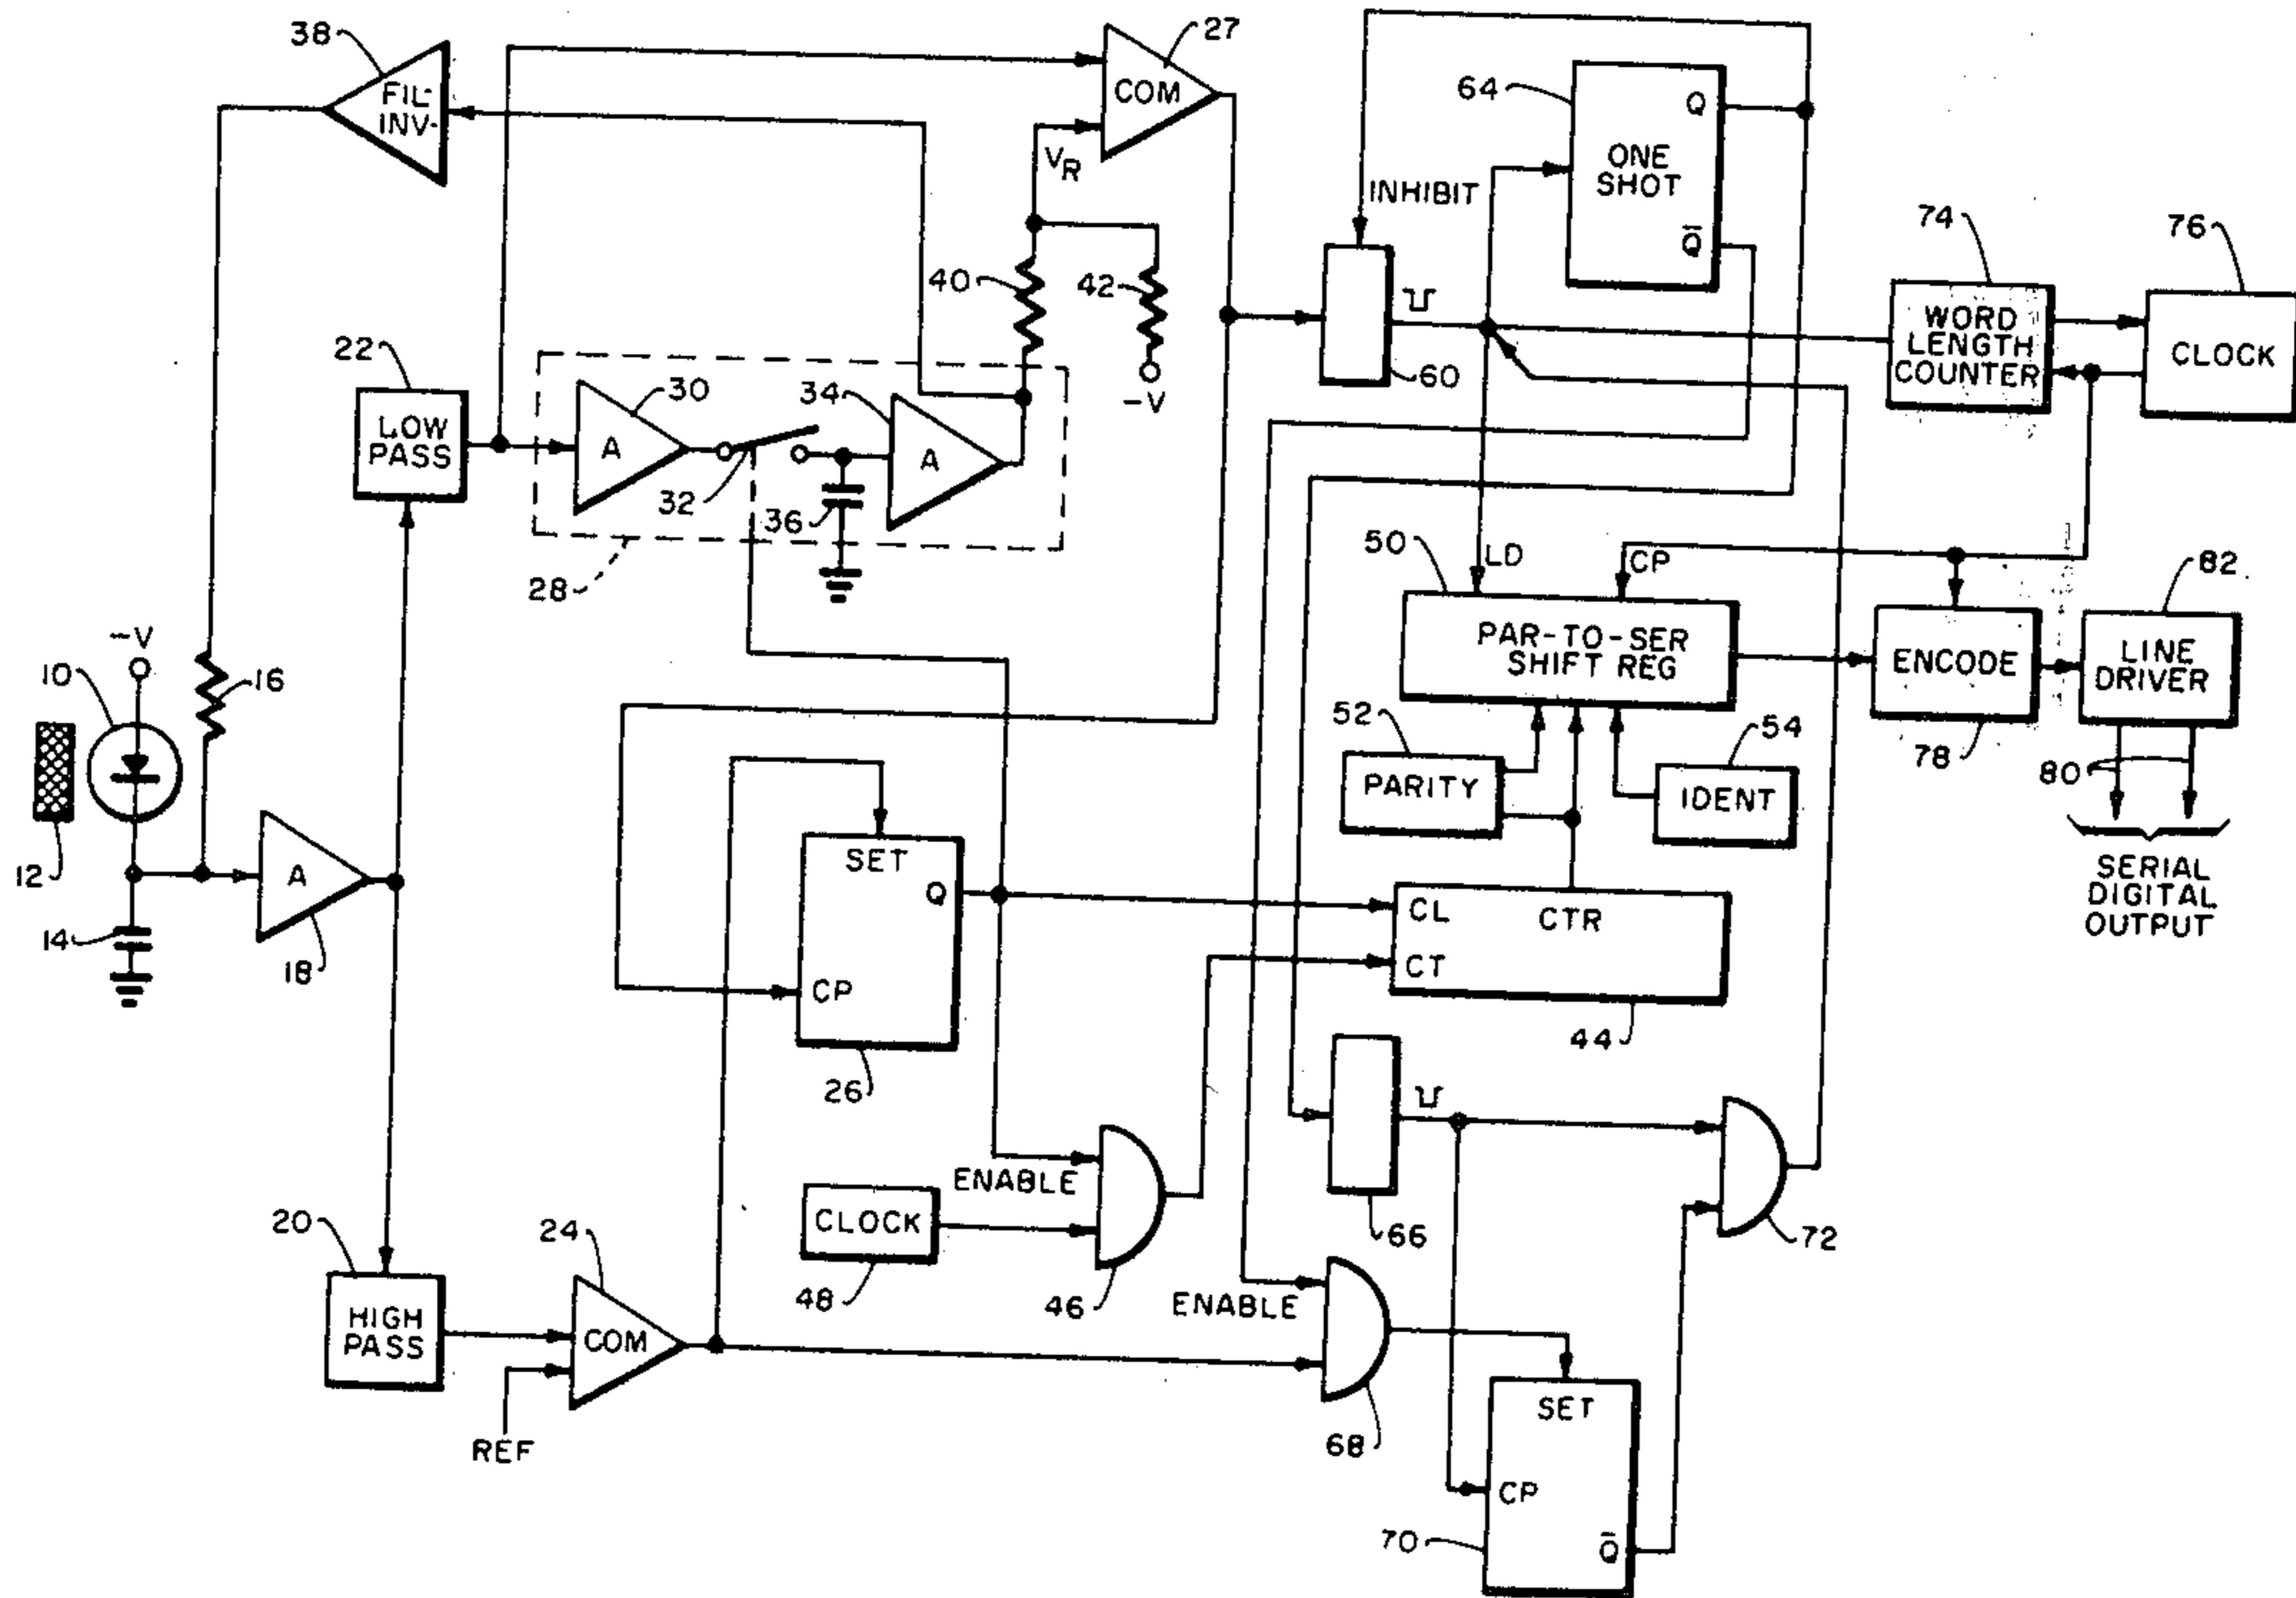 38
FIL-
INV-
27
COM
V_R
INHIBIT
64
Q
ONE
SHOT
Q̄
74
WORD
LENGTH
COUNTER
76
CLOCK
40
42
-V
60
22
LOW
PASS
30
A
32
34
A
36
28
50
LD
CP
PAR-TO-SER
SHIFT REG
82
ENCODE
78
LINE
DRIVER
80
SERIAL
DIGITAL
OUTPUT
52
PARITY
54
IDENT
-V
10
16
12
14
A
18
SET
Q
CP
26
CL
CTR
CT
44
ENABLE
CLOCK
48
46
66
72
20
HIGH
PASS
24
COM
REF
ENABLE
68
SET
CP
70
Q̄